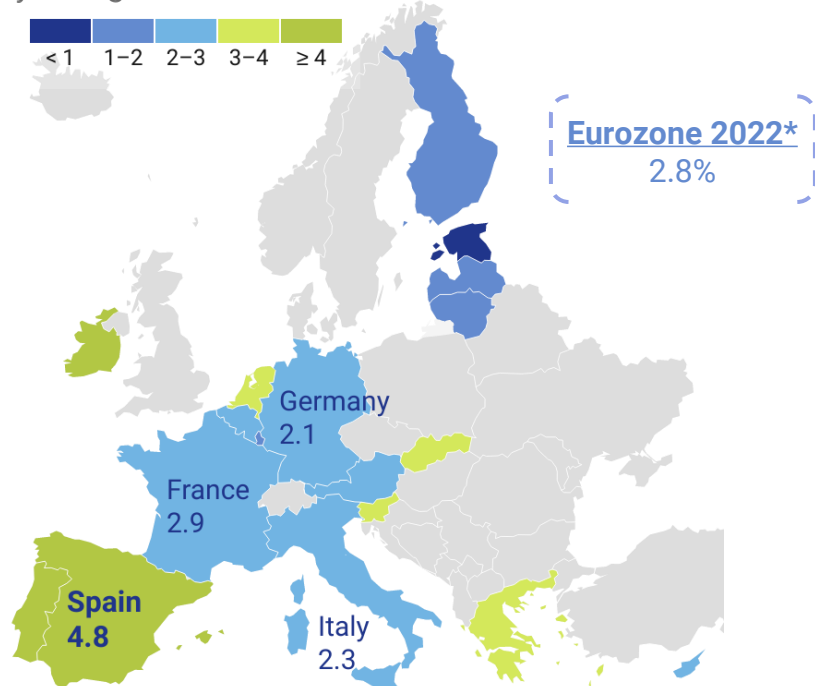 < 1 1–2 2–3 3–4 ≥ 4
Eurozone 2022*
2.8%
Germany
2.1
France
2.9
Spain
4.8
Italy
2.3